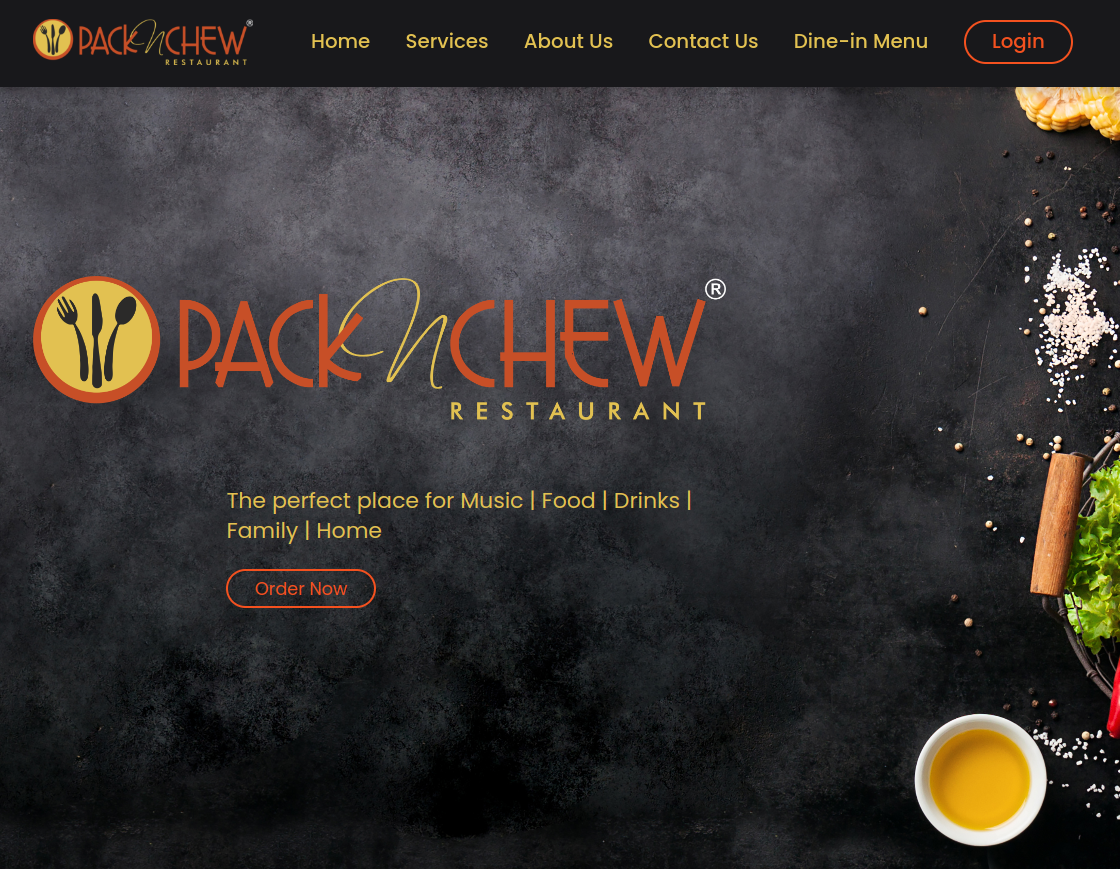 PACKNCHEW®
RESTAURANT
Home Services About Us Contact Us Dine-in Menu Login
PACKNCHEW®
RESTAURANT
The perfect place for Music | Food | Drinks |
Family | Home
Order Now